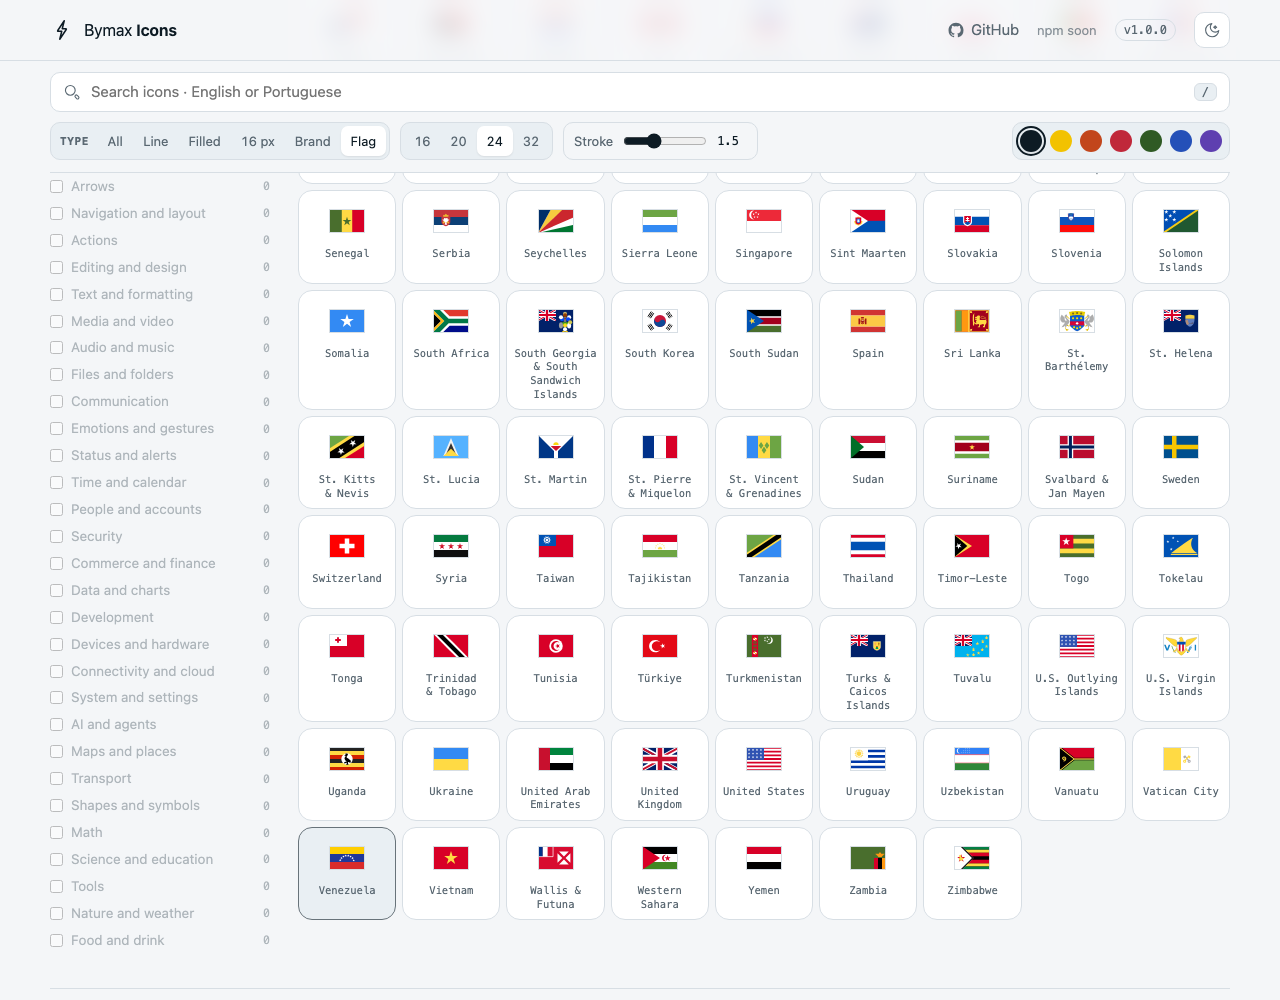 Bymax Icons
GitHub
npm soon
v1.0.0
Search icons · English or Portuguese
/
TYPE
All
Line
Filled
16 px
Brand
Flag
16
20
24
32
Stroke
1.5
Arrows 0
Navigation and layout 0
Actions 0
Editing and design 0
Text and formatting 0
Media and video 0
Audio and music 0
Files and folders 0
Communication 0
Emotions and gestures 0
Status and alerts 0
Time and calendar 0
People and accounts 0
Security 0
Commerce and finance 0
Data and charts 0
Development 0
Devices and hardware 0
Connectivity and cloud 0
System and settings 0
AI and agents 0
Maps and places 0
Transport 0
Shapes and symbols 0
Math 0
Science and education 0
Tools 0
Nature and weather 0
Food and drink 0
Senegal
Serbia
Seychelles
Sierra Leone
Singapore
Sint Maarten
Slovakia
Slovenia
Solomon
Islands
Somalia
South Africa
South Georgia
& South
Sandwich
Islands
South Korea
South Sudan
Spain
Sri Lanka
St.
Barthélemy
St. Helena
St. Kitts
& Nevis
St. Lucia
St. Martin
St. Pierre
& Miquelon
St. Vincent
& Grenadines
Sudan
Suriname
Svalbard &
Jan Mayen
Sweden
Switzerland
Syria
Taiwan
Tajikistan
Tanzania
Thailand
Timor-Leste
Togo
Tokelau
Tonga
Trinidad
& Tobago
Tunisia
Türkiye
Turkmenistan
Turks &
Caicos
Islands
Tuvalu
U.S. Outlying
Islands
U.S. Virgin
Islands
Uganda
Ukraine
United Arab
Emirates
United
Kingdom
United States
Uruguay
Uzbekistan
Vanuatu
Vatican City
Venezuela
Vietnam
Wallis &
Futuna
Western
Sahara
Yemen
Zambia
Zimbabwe